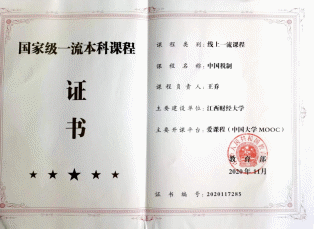 国家级一流本科课程
证
书
课程类别：线上一流课程
课程名称：中国税制
课程负责人：王乔
主要建设单位：江西财经大学
主要开课平台：爱课程（中国大学MOOC）
教育部
2020年11月
证书编号：2020117285